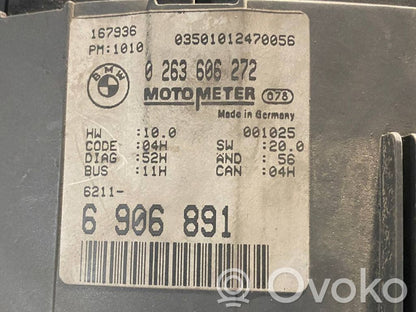 167936 03501012470056
PM:1010
BMW 0 263 606 272
MOTOMETER 078
Made in Germany
HW :10.0 001025
CODE :04H SW :20.0
DIAG :52H AND : 56
BUS :11H CAN :04H
6211-
6 906 891
Ovoko